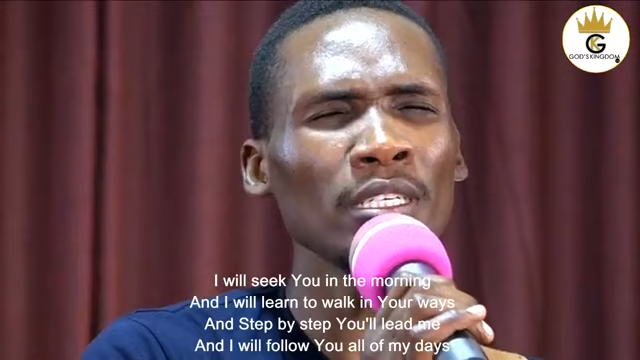 GK
GOD'S KINGDOM
I will seek You in the morning
And I will learn to walk in Your ways
And Step by step You'll lead me
And I will follow You all of my days